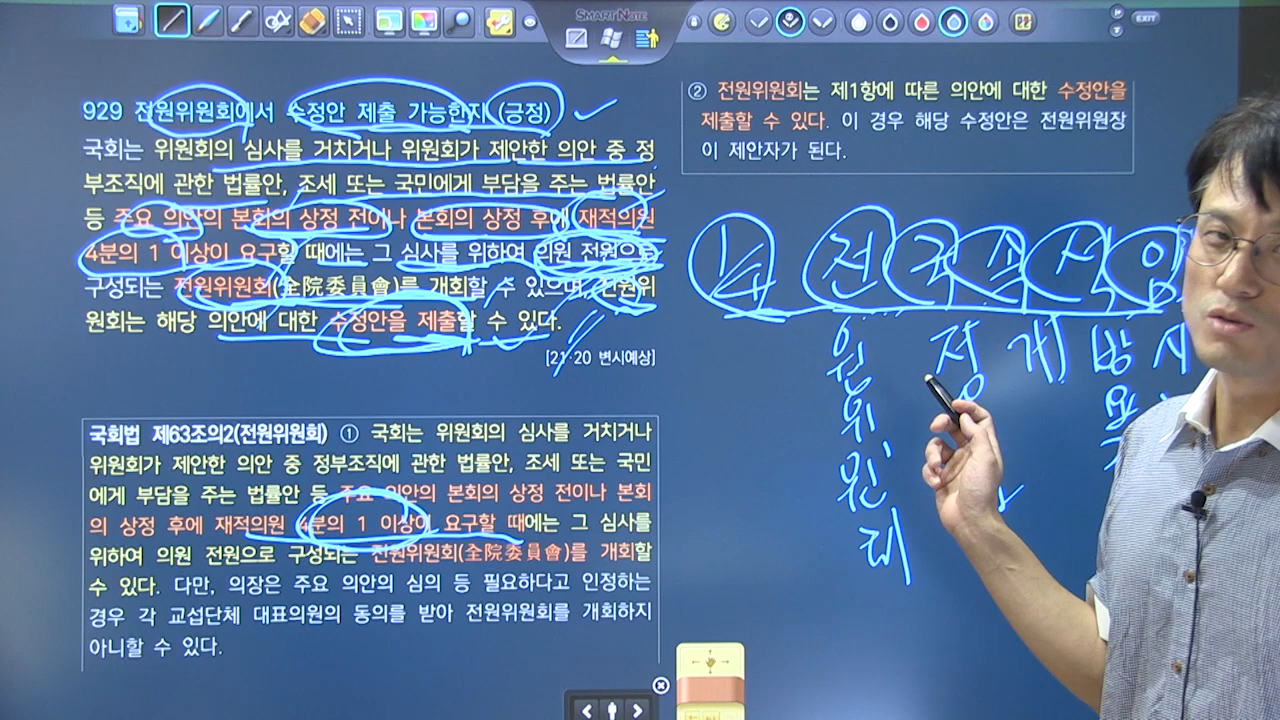 SMART NOTE
EXIT
929 전원위원회에서 수정안 제출 가능한지 (긍정)
국회는 위원회의 심사를 거치거나 위원회가 제안한 의안 중 정
부조직에 관한 법률안, 조세 또는 국민에게 부담을 주는 법률안
등 주요 의안의 본회의 상정 전이나 본회의 상정 후에 재적의원
4분의 1 이상이 요구할 때에는 그 심사를 위하여 의원 전원으로
구성되는 전원위원회(全院委員會)를 개회할 수 있으며, 전원위
원회는 해당 의안에 대한 수정안을 제출할 수 있다.
[21·20 변시예상]
국회법 제63조의2(전원위원회) ① 국회는 위원회의 심사를 거치거나
위원회가 제안한 의안 중 정부조직에 관한 법률안, 조세 또는 국민
에게 부담을 주는 법률안 등 주요 의안의 본회의 상정 전이나 본회
의 상정 후에 재적의원 4분의 1 이상이 요구할 때에는 그 심사를
위하여 의원 전원으로 구성되는 전원위원회(全院委員會)를 개회할
수 있다. 다만, 의장은 주요 의안의 심의 등 필요하다고 인정하는
경우 각 교섭단체 대표의원의 동의를 받아 전원위원회를 개회하지
아니할 수 있다.
② 전원위원회는 제1항에 따른 의안에 대한 수정안을
제출할 수 있다. 이 경우 해당 수정안은 전원위원장
이 제안자가 된다.
1/4 전 국 석
원 정
위